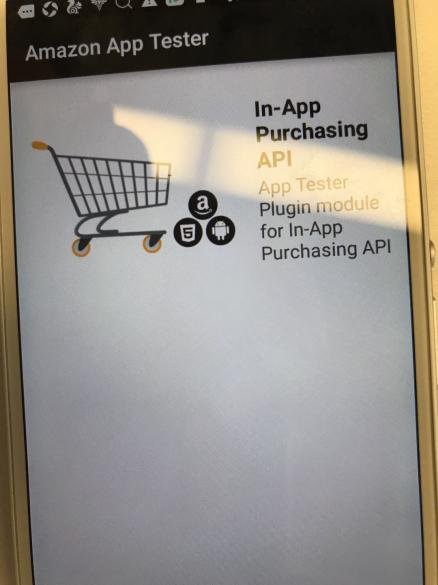 Amazon App Tester
In-App
Purchasing
API
App Tester
Plugin module
for In-App
Purchasing API